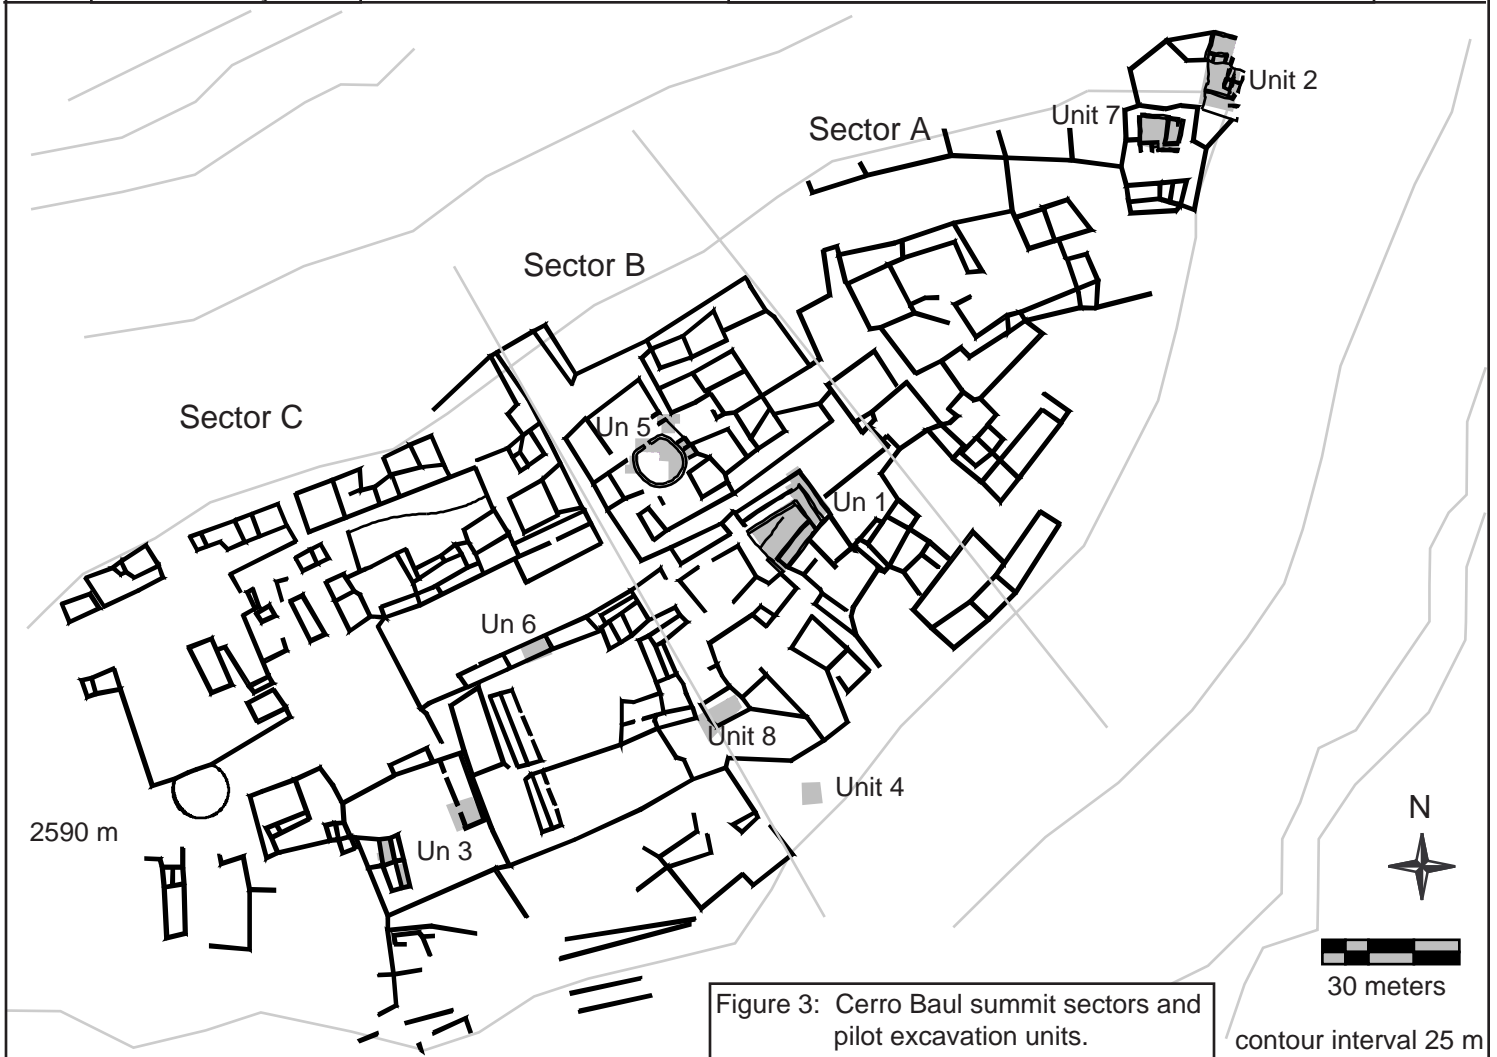 Unit 2
Unit 7
Sector A
Sector B
Sector C
Un 5
Un 1
Un 6
Unit 8
Unit 4
N
2590 m
Un 3
30 meters
Figure 3: Cerro Baul summit sectors and
pilot excavation units.
contour interval 25 m